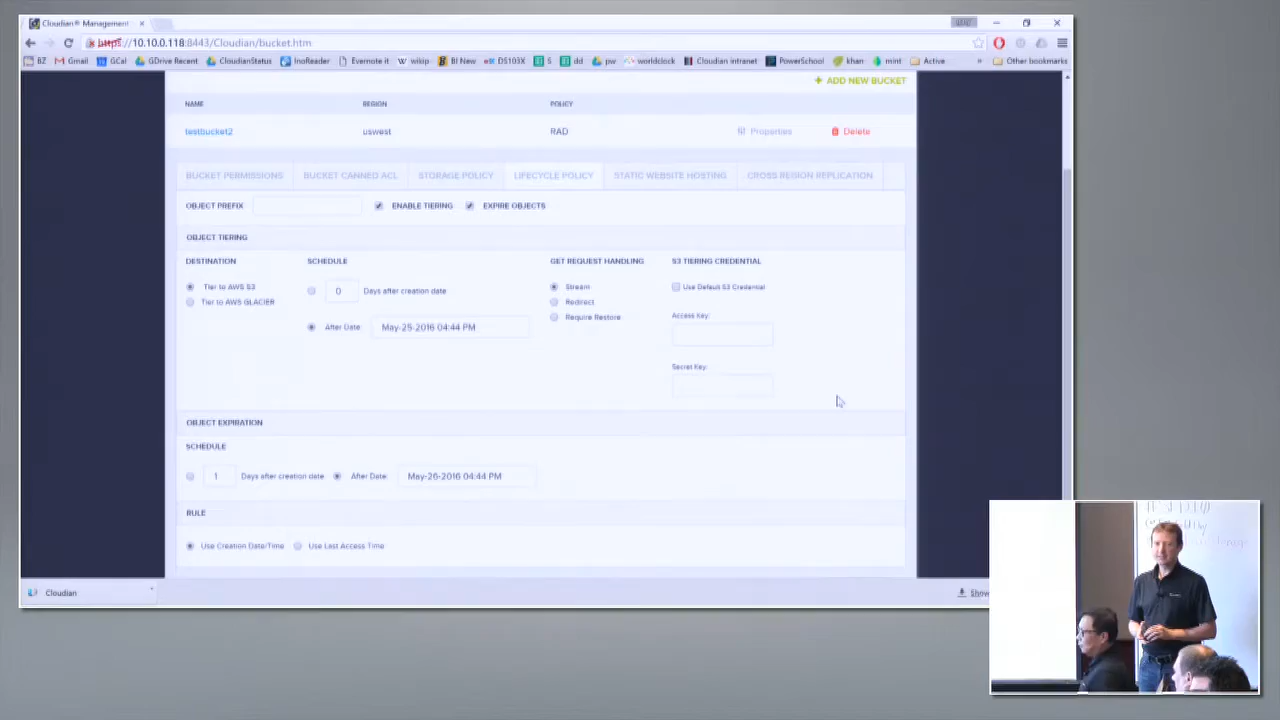 Cloudian® Management
https://10.10.0.118:8443/Cloudian/bucket.htm
BZ Gmail GCal GDrive Recent CloudianStatus InoReader Evernote it wikip BI New DS103X S dd pw worldclock Cloudian intranet PowerSchool khan mint Active » Other bookmarks
+ ADD NEW BUCKET
NAME REGION POLICY
testbucket2 uswest RAD Properties Delete
BUCKET PERMISSIONS BUCKET CANNED ACL STORAGE POLICY LIFECYCLE POLICY STATIC WEBSITE HOSTING CROSS REGION REPLICATION
OBJECT PREFIX ENABLE TIERING EXPIRE OBJECTS
OBJECT TIERING
DESTINATION SCHEDULE GET REQUEST HANDLING S3 TIERING CREDENTIAL
Tier to AWS S3 0 Days after creation date Stream Use Default S3 Credential
Tier to AWS GLACIER Redirect
Require Restore Access Key:
After Date: May-25-2016 04:44 PM
Secret Key:
OBJECT EXPIRATION
SCHEDULE
1 Days after creation date After Date: May-26-2016 04:44 PM
RULE
Use Creation Date/Time Use Last Access Time
Cloudian Show